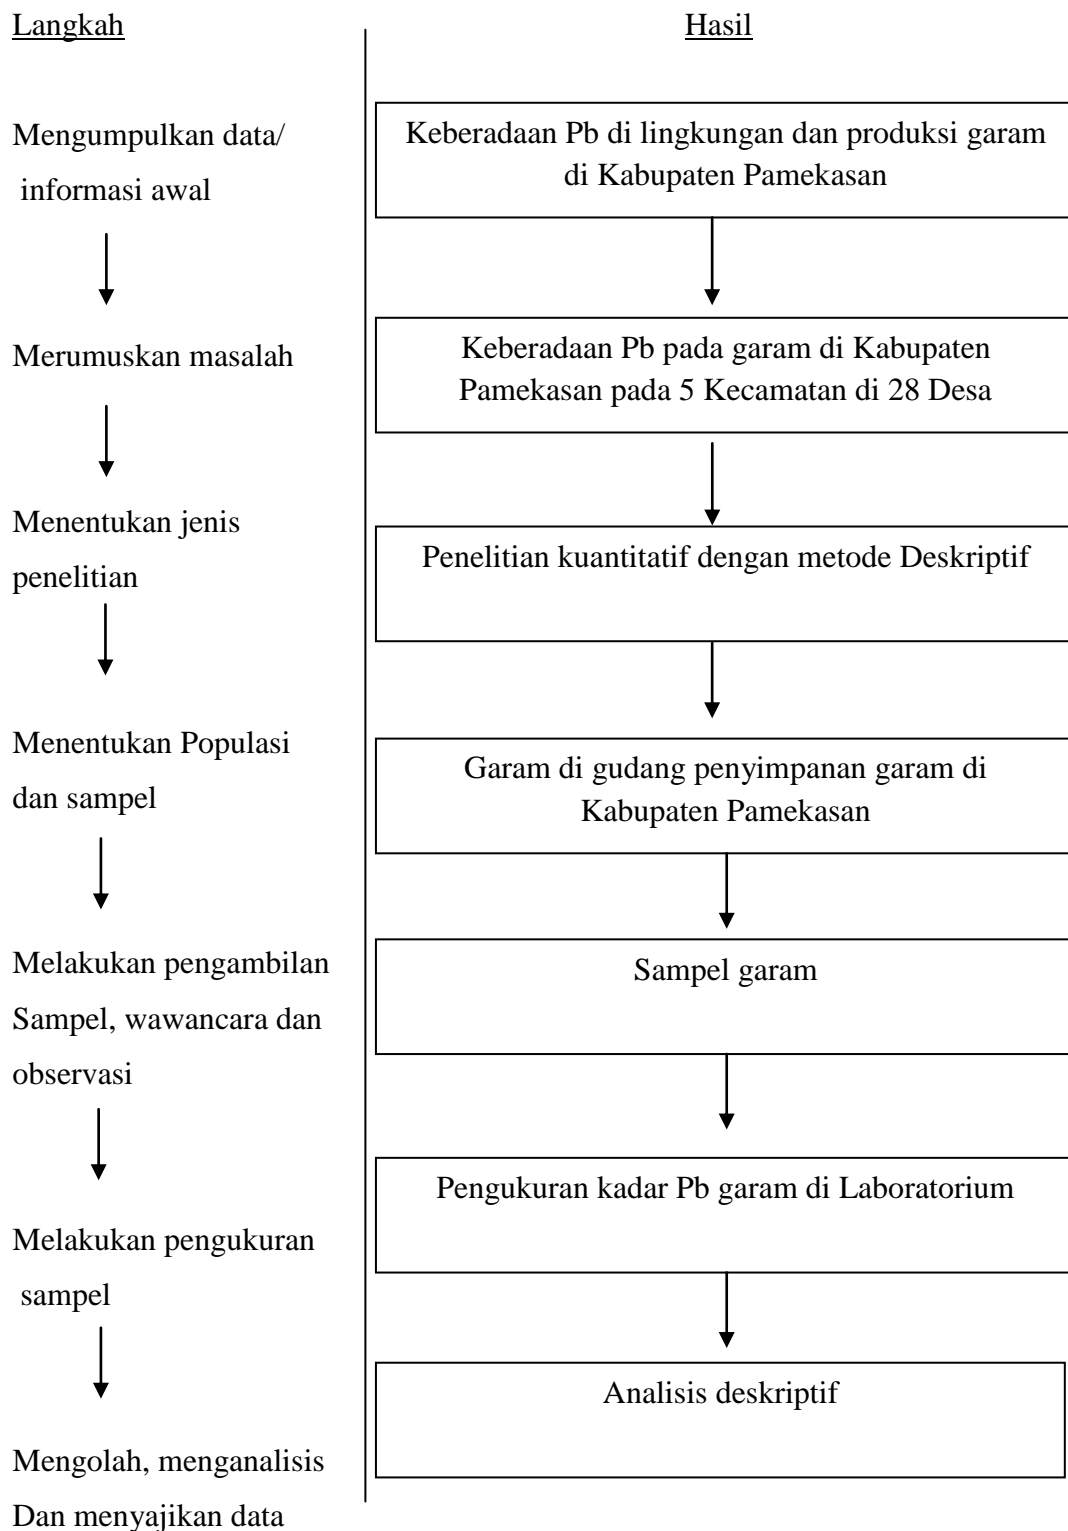 Langkah
Hasil
Mengumpulkan data/
informasi awal
Keberadaan Pb di lingkungan dan produksi garam
di Kabupaten Pamekasan
Merumuskan masalah
Keberadaan Pb pada garam di Kabupaten
Pamekasan pada 5 Kecamatan di 28 Desa
Menentukan jenis
penelitian
Penelitian kuantitatif dengan metode Deskriptif
Menentukan Populasi
dan sampel
Garam di gudang penyimpanan garam di
Kabupaten Pamekasan
Melakukan pengambilan
Sampel, wawancara dan
observasi
Sampel garam
Melakukan pengukuran
sampel
Pengukuran kadar Pb garam di Laboratorium
Mengolah, menganalisis
Dan menyajikan data
Analisis deskriptif